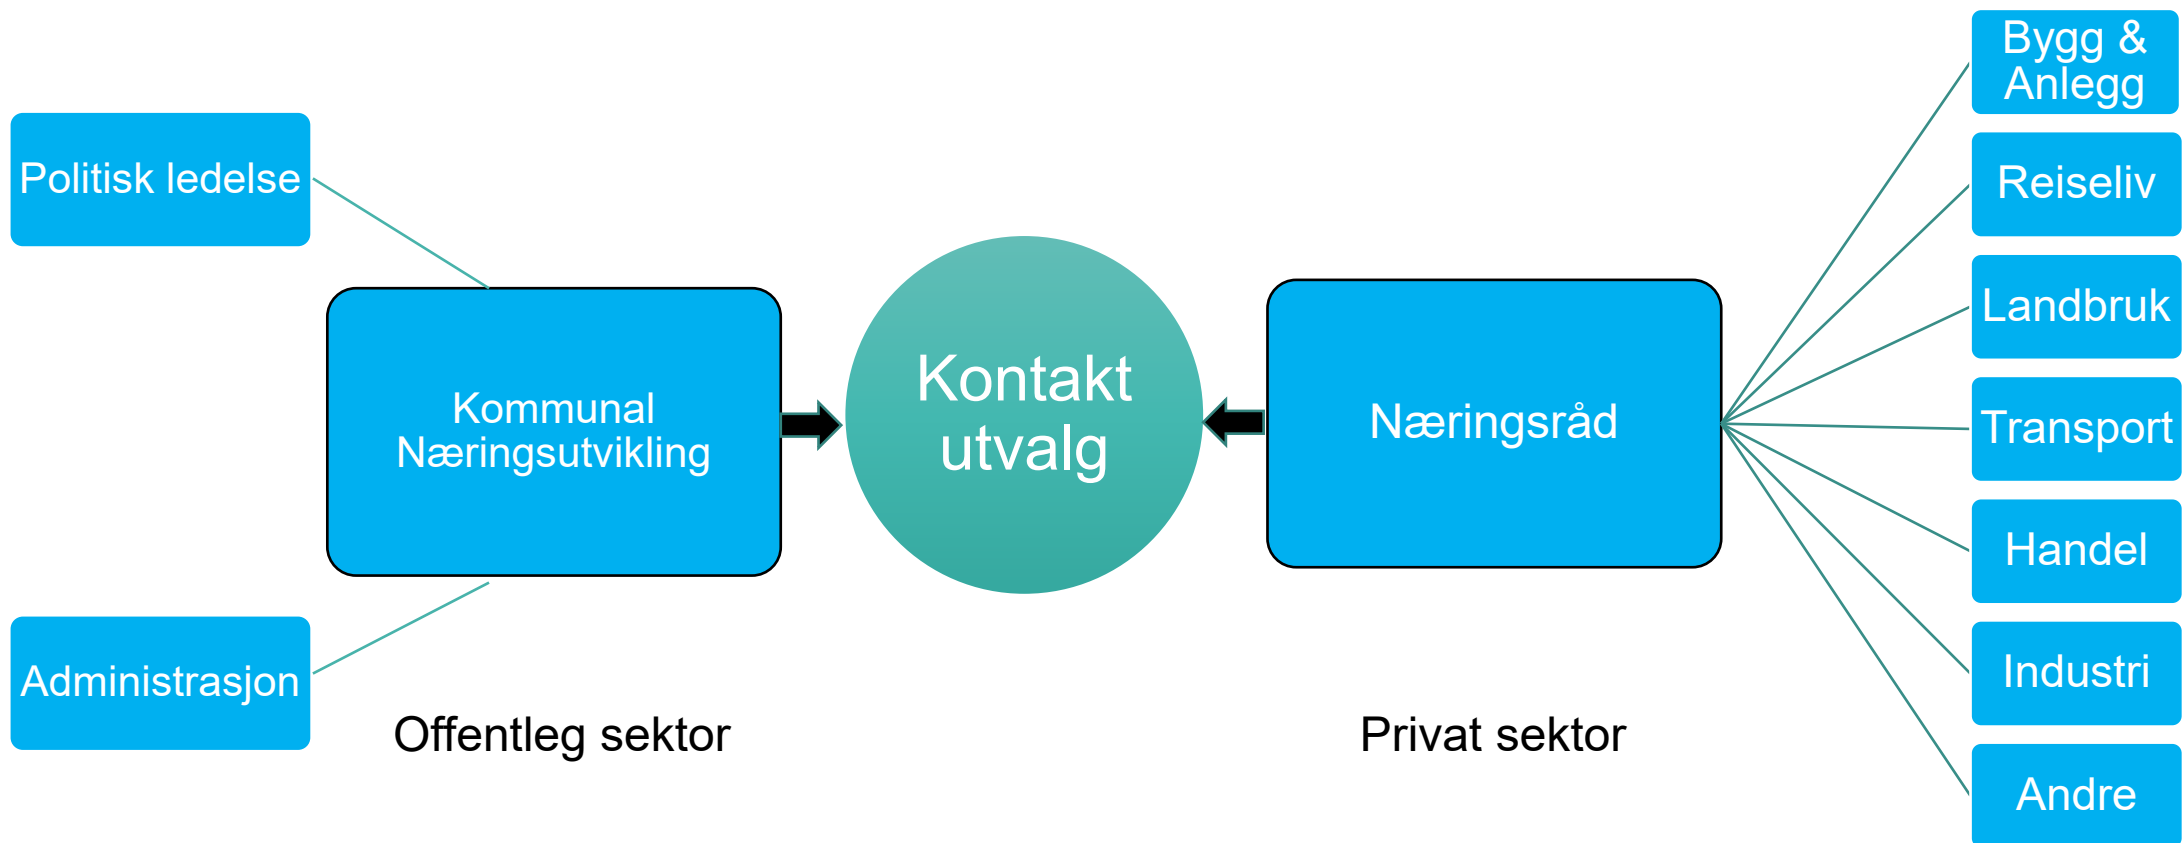 Politisk ledelse
Administrasjon
Kommunal
Næringsutvikling
Offentleg sektor
Kontakt
utvalg
Næringsråd
Privat sektor
Bygg &
Anlegg
Reiseliv
Landbruk
Transport
Handel
Industri
Andre